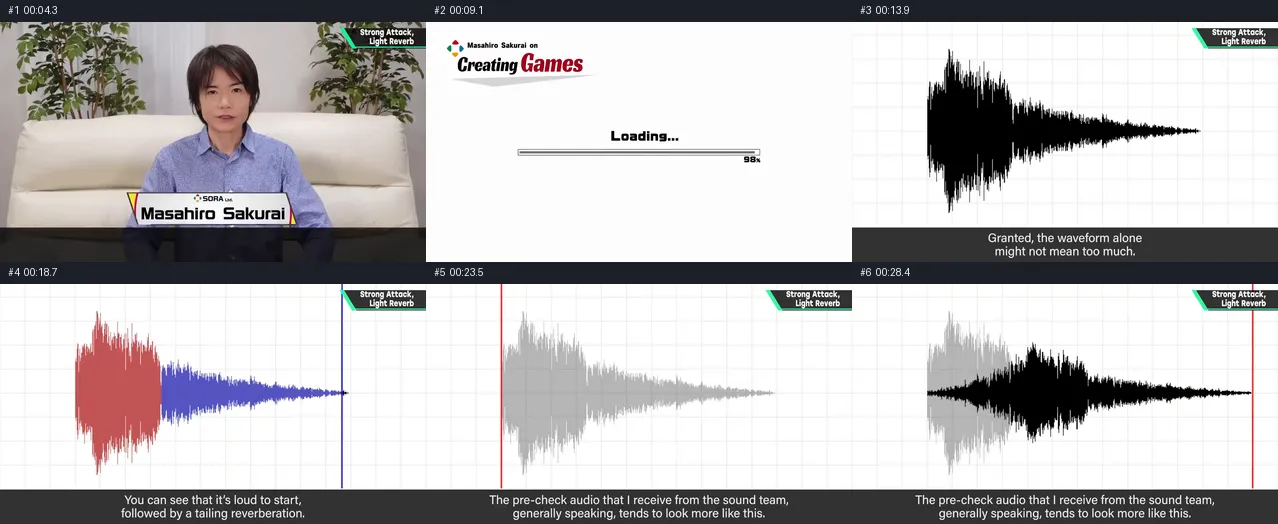 #1 00:04.3
Strong Attack,
Light Reverb
SORA LTD.
Masahiro Sakurai
#2 00:09.1
Masahiro Sakurai on
Creating Games
Loading...
98%
#3 00:13.9
Strong Attack,
Light Reverb
Granted, the waveform alone
might not mean too much.
#4 00:18.7
Strong Attack,
Light Reverb
You can see that it's loud to start,
followed by a tailing reverberation.
#5 00:23.5
Strong Attack,
Light Reverb
The pre-check audio that I receive from the sound team,
generally speaking, tends to look more like this.
#6 00:28.4
Strong Attack,
Light Reverb
The pre-check audio that I receive from the sound team,
generally speaking, tends to look more like this.